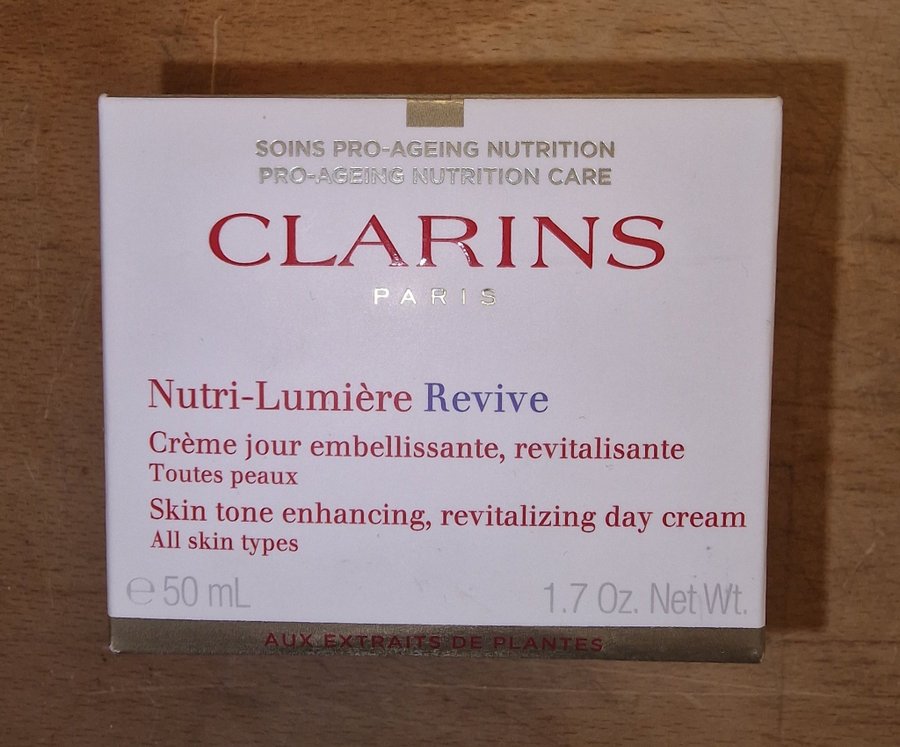 SOINS PRO-AGEING NUTRITION
PRO-AGEING NUTRITION CARE
CLARINS
PARIS
Nutri-Lumière Revive
Crème jour embellissante, revitalisante
Toutes peaux
Skin tone enhancing, revitalizing day cream
All skin types
℮ 50 mL 1.7 Oz. Net Wt.
AUX EXTRAITS DE PLANTES